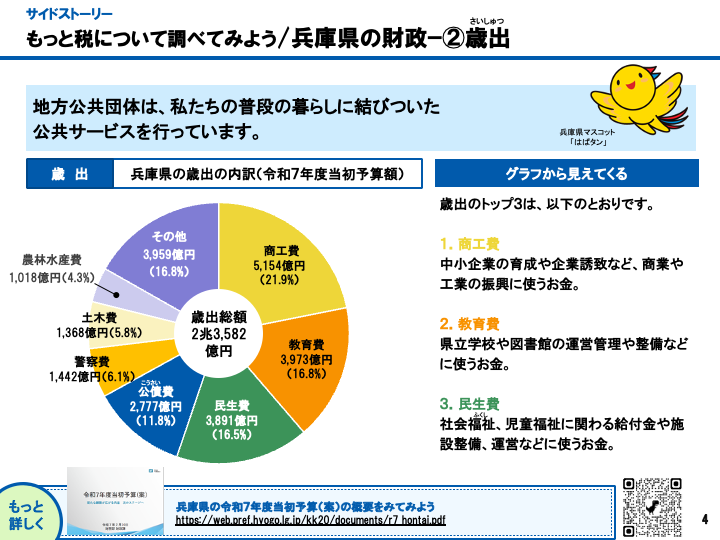 サイドストーリー
さいしゅつ
もっと税について調べてみよう/兵庫県の財政-②歳出
地方公共団体は、私たちの普段の暮らしに結びついた
公共サービスを行っています。
兵庫県マスコット
「はばタン」
歳 出
兵庫県の歳出の内訳(令和7年度当初予算額)
その他
3,959億円
(16.8%)
商工費
5,154億円
(21.9%)
農林水産費
1,018億円(4.3%)
土木費
1,368億円(5.8%)
歳出総額
2兆3,582
億円
教育費
3,973億円
(16.8%)
警察費
1,442億円(6.1%)
こうさい
公債費
2,777億円
(11.8%)
民生費
3,891億円
(16.5%)
グラフから見えてくる
歳出のトップ3は、以下のとおりです。
1. 商工費
中小企業の育成や企業誘致など、商業や
工業の振興に使うお金。
2. 教育費
県立学校や図書館の運営管理や整備など
に使うお金。
3. 民生費
ふくし
社会福祉、児童福祉に関わる給付金や施
設整備、運営などに使うお金。
もっと
詳しく
令和7年度当初予算(案)
兵庫県の令和7年度当初予算(案)の概要をみてみよう
https://web.pref.hyogo.lg.jp/kk20/documents/r7_hontai.pdf
4